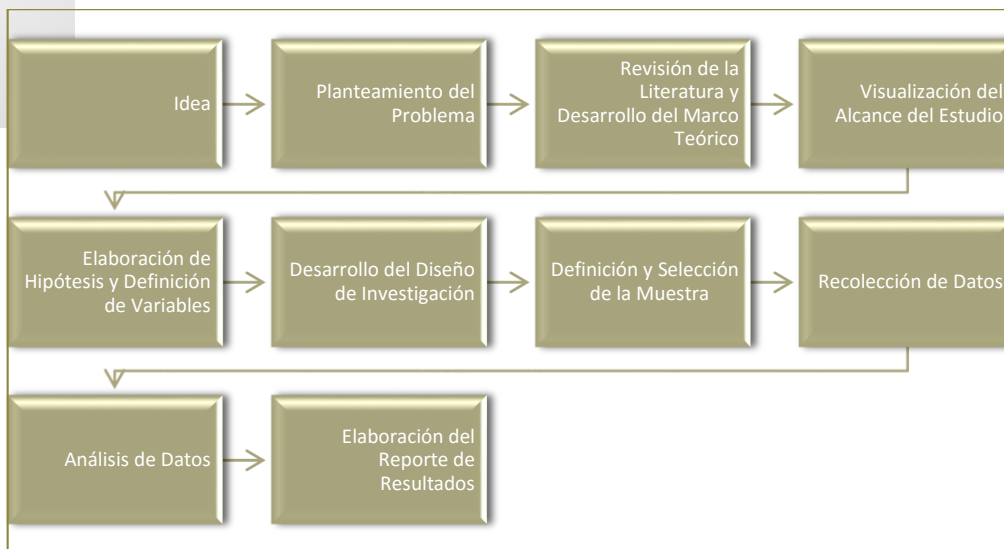 Idea
Planteamiento del
Problema
Revisión de la
Literatura y
Desarrollo del Marco
Teórico
Visualización del
Alcance del Estudio
Elaboración de
Hipótesis y Definición
de Variables
Desarrollo del Diseño
de Investigación
Definición y Selección
de la Muestra
Recolección de Datos
Análisis de Datos
Elaboración del
Reporte de
Resultados